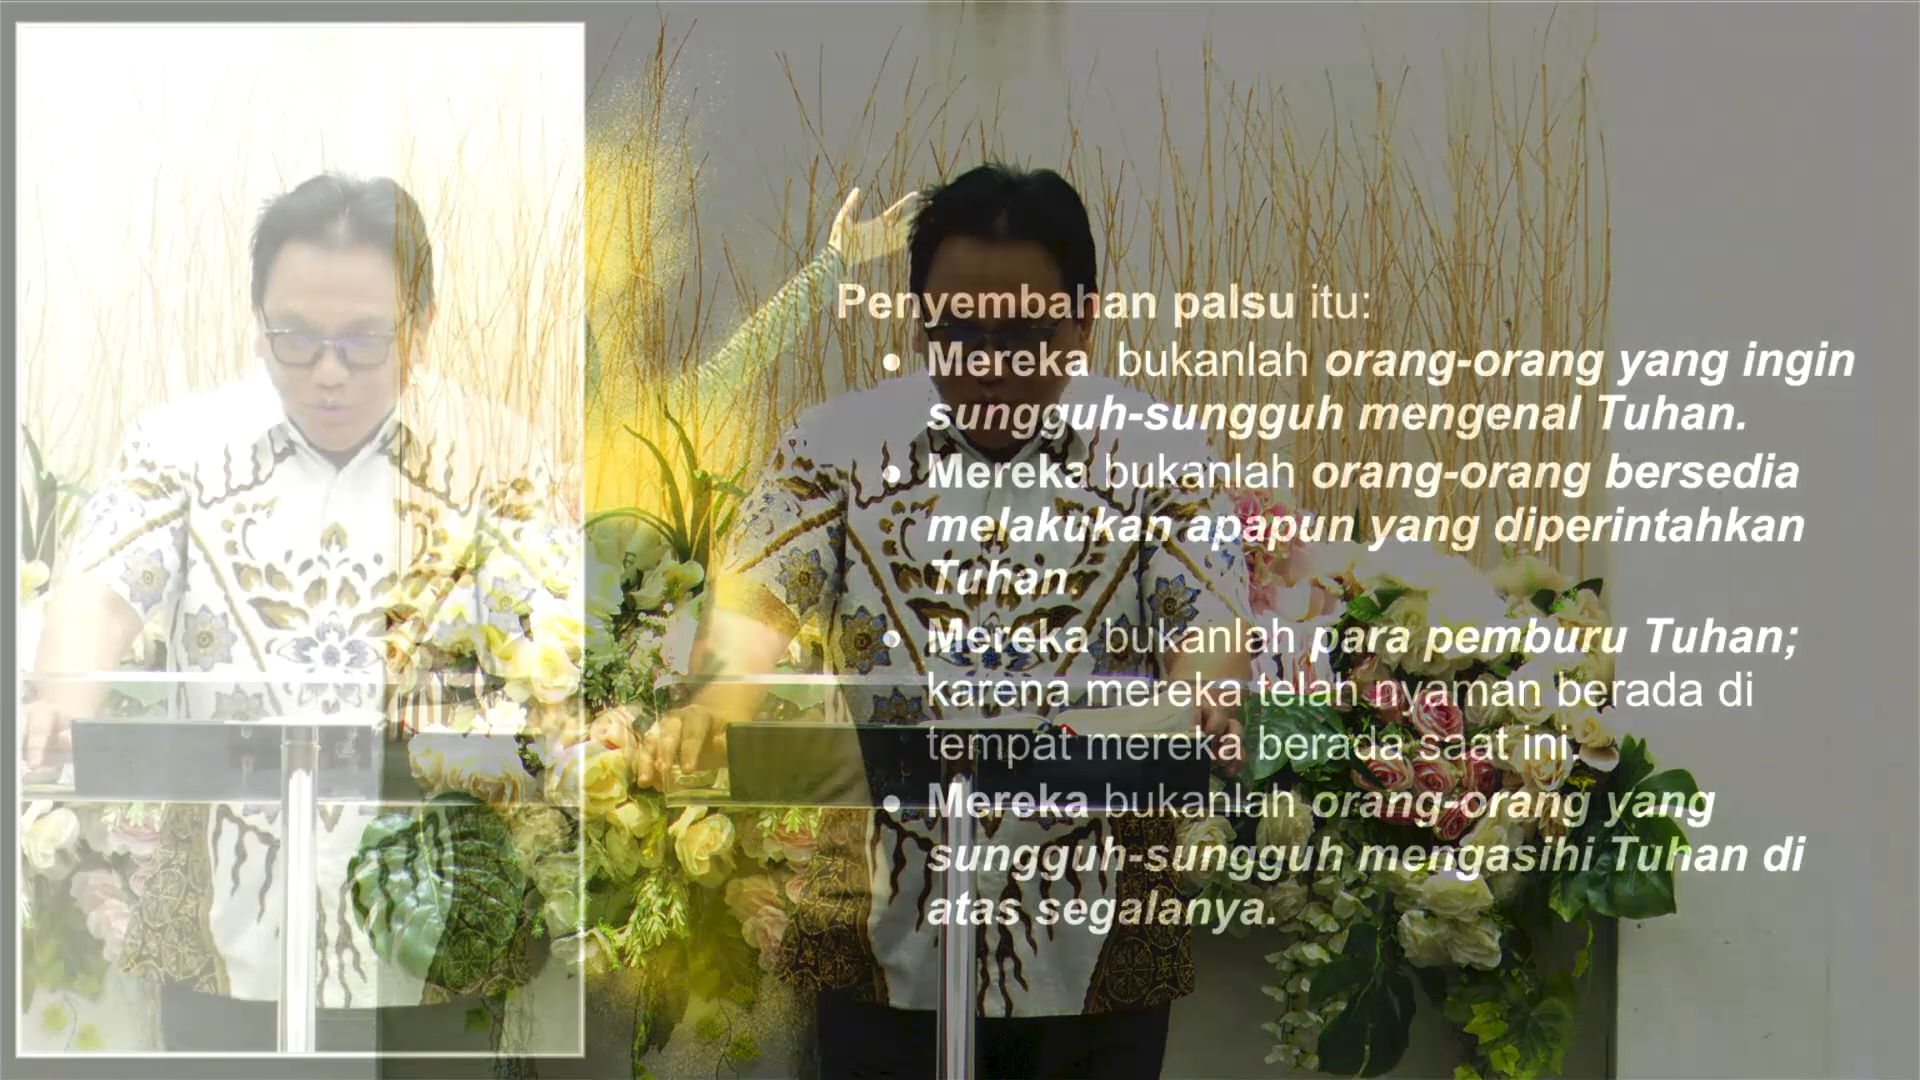 Penyembahan palsu itu:
• Mereka bukanlah orang-orang yang ingin
sungguh-sungguh mengenal Tuhan.
• Mereka bukanlah orang-orang bersedia
melakukan apapun yang diperintahkan
Tuhan.
• Mereka bukanlah para pemburu Tuhan;
karena mereka telah nyaman berada di
tempat mereka berada saat ini.
• Mereka bukanlah orang-orang yang
sungguh-sungguh mengasihi Tuhan di
atas segalanya.